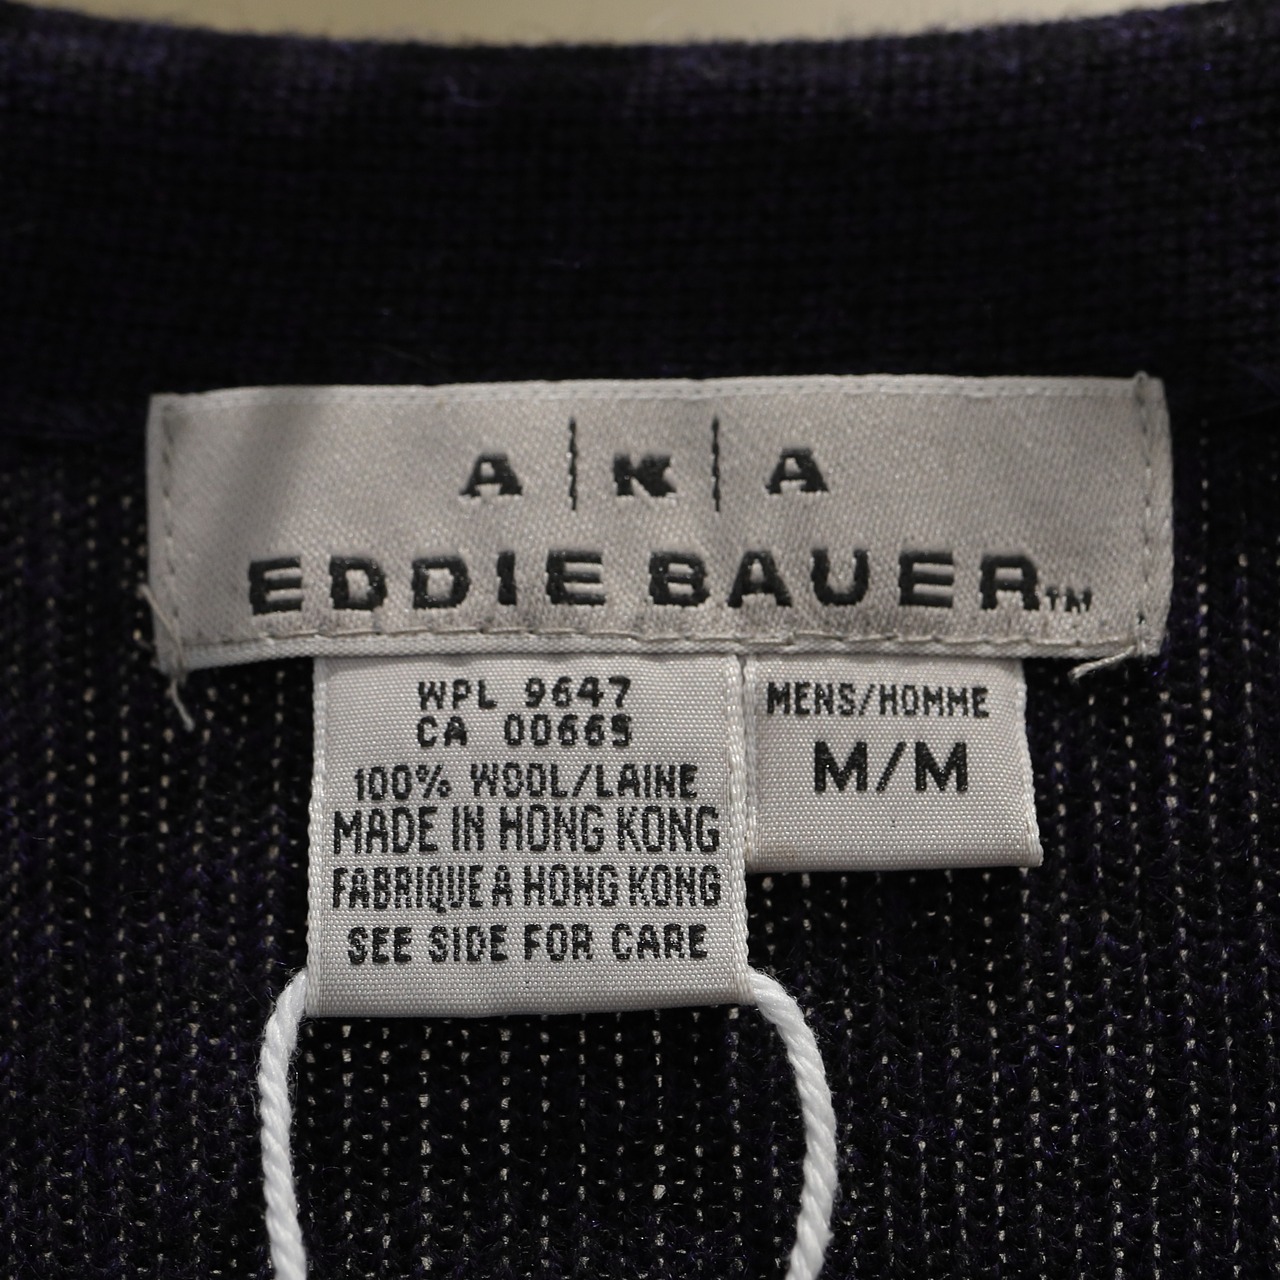 A|K|A
EDDIE BAUER™
WPL 9647
CA 00665
100% WOOL/LAINE
MADE IN HONG KONG
FABRIQUE A HONG KONG
SEE SIDE FOR CARE
MENS/HOMME
M/M